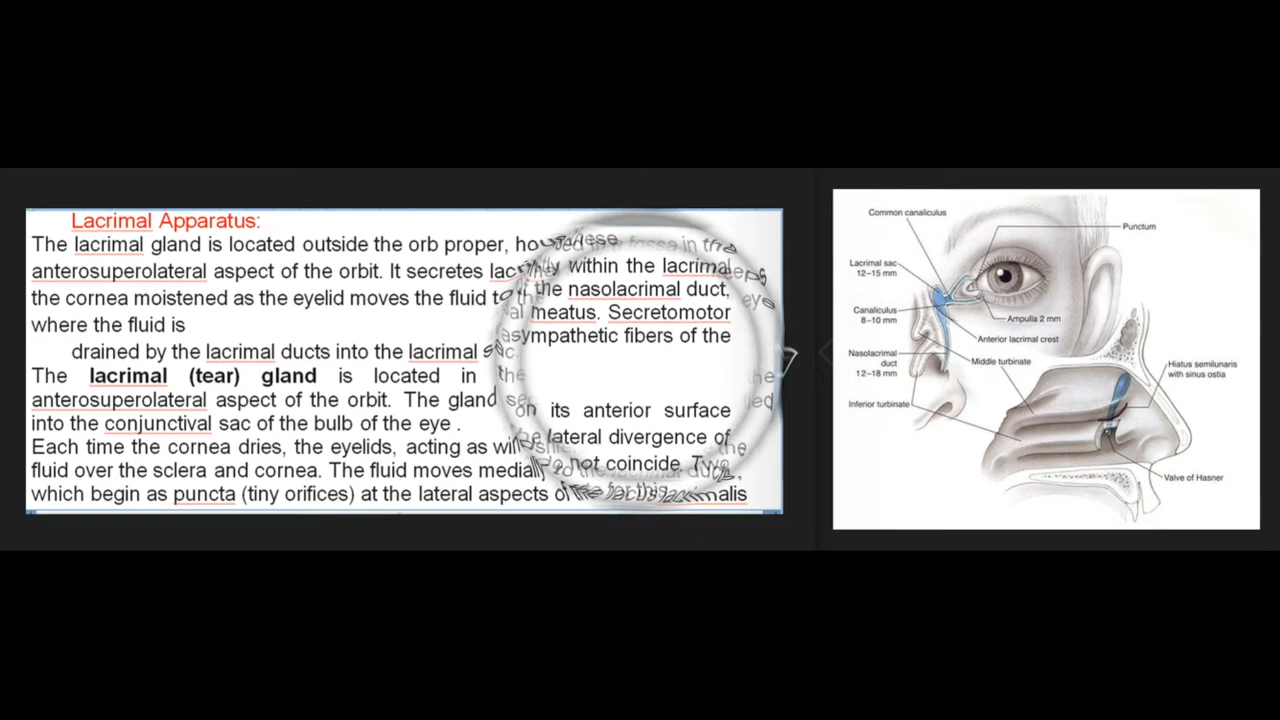 Lacrimal Apparatus:
The lacrimal gland is located outside the orb proper,
anterosuperolateral aspect of the orbit. It secretes
the cornea moistened as the eyelid moves the fluid
where the fluid is
drained by the lacrimal ducts into the lacrimal
The lacrimal (tear) gland is located in the
anterosuperolateral aspect of the orbit. The gland
into the conjunctival sac of the bulb of the eye .
Each time the cornea dries, the eyelids, acting as
fluid over the sclera and cornea. The fluid moves
which begin as puncta (tiny orifices) at the lateral aspects
within the lacrimal
the nasolacrimal duct,
meatus. Secretomotor
asympathetic fibers of the
on its anterior surface
lateral divergence of
not coincide. Two
Common canaliculus
Punctum
Lacrimal sac
12–15 mm
Canaliculus
8–10 mm
Ampulla 2 mm
Anterior lacrimal crest
Nasolacrimal
duct
12–18 mm
Middle turbinate
Hiatus semilunaris
with sinus ostia
Inferior turbinate
Valve of Hasner